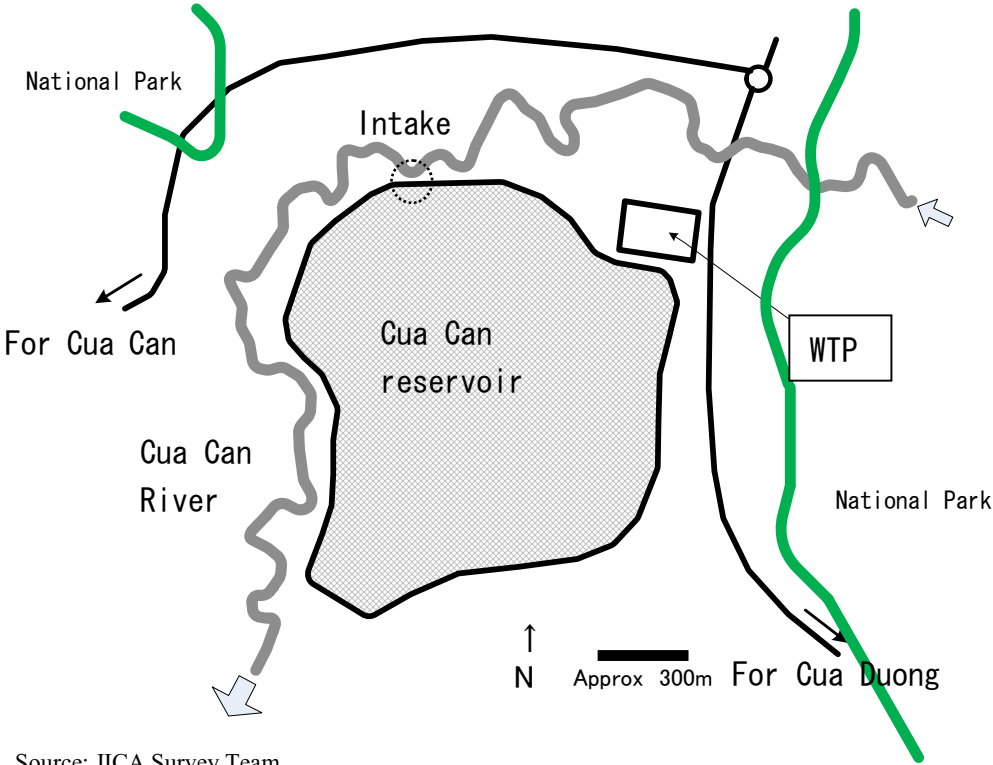 National Park
Intake
For Cua Can
Cua Can
reservoir
WTP
Cua Can
River
National Park
↑
N
Approx 300m
For Cua Duong
Source: JICA Survey Team